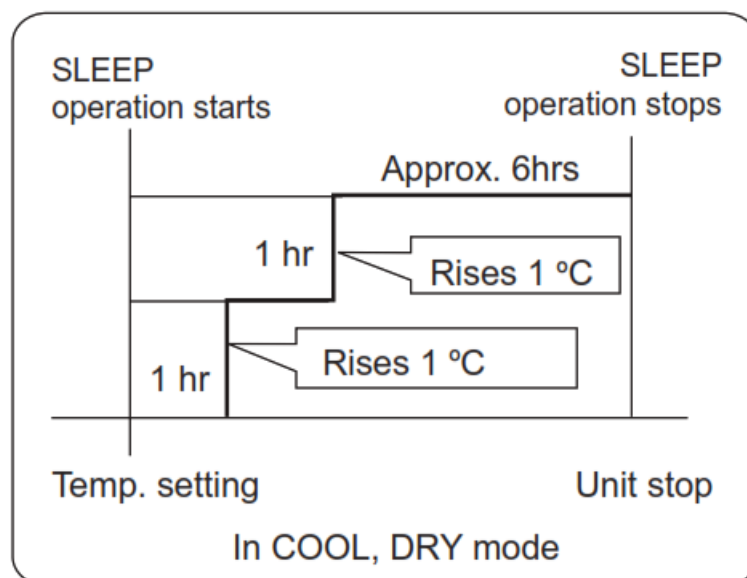 SLEEP
operation starts
SLEEP
operation stops
Approx. 6hrs
1 hr
Rises 1 ºC
1 hr
Rises 1 ºC
Temp. setting
Unit stop
In COOL, DRY mode